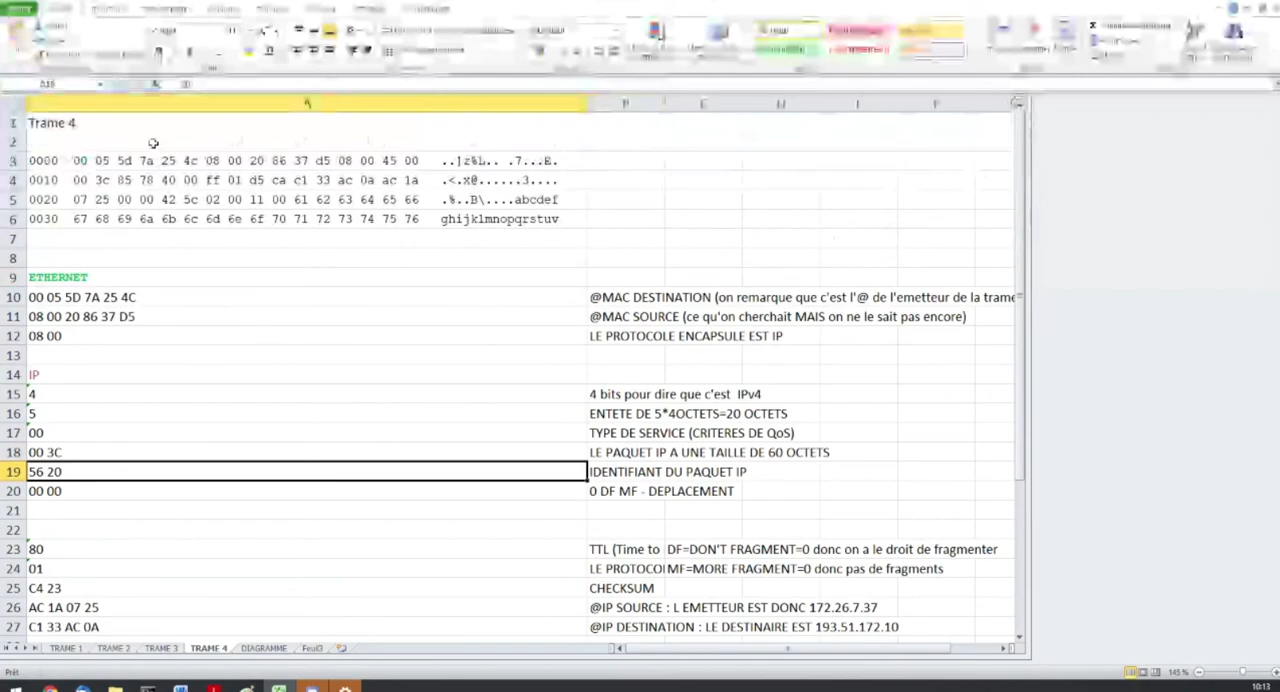 Trame 4
0000 00 05 5d 7a 25 4c 08 00 20 86 37 d5 08 00 45 00 ..]z%L.. .7...E.
0010 00 3c 85 78 40 00 ff 01 d5 ca c1 33 ac 0a ac 1a .<.x@......3....
0020 07 25 00 00 42 5c 02 00 11 00 61 62 63 64 65 66 .%..B\....abcdef
0030 67 68 69 6a 6b 6c 6d 6e 6f 70 71 72 73 74 75 76 ghijklmnopqrstuv
ETHERNET
00 05 5D 7A 25 4C @MAC DESTINATION (on remarque que c'est l'@ de l'emetteur de la trame
08 00 20 86 37 D5 @MAC SOURCE (ce qu'on cherchait MAIS on ne le sait pas encore)
08 00 LE PROTOCOLE ENCAPSULE EST IP
IP
4 4 bits pour dire que c'est IPv4
5 ENTETE DE 5*4OCTETS=20 OCTETS
00 TYPE DE SERVICE (CRITERES DE QoS)
00 3C LE PAQUET IP A UNE TAILLE DE 60 OCTETS
56 20 IDENTIFIANT DU PAQUET IP
00 00 0 DF MF - DEPLACEMENT
80 TTL (Time to DF=DON'T FRAGMENT=0 donc on a le droit de fragmenter
01 LE PROTOCOI MF=MORE FRAGMENT=0 donc pas de fragments
C4 23 CHECKSUM
AC 1A 07 25 @IP SOURCE : L EMETTEUR EST DONC 172.26.7.37
C1 33 AC 0A @IP DESTINATION : LE DESTINAIRE EST 193.51.172.10
TRAME 1 TRAME 2 TRAME 3 TRAME 4 DIAGRAMME Feuil3
Prêt 145 %
10:13